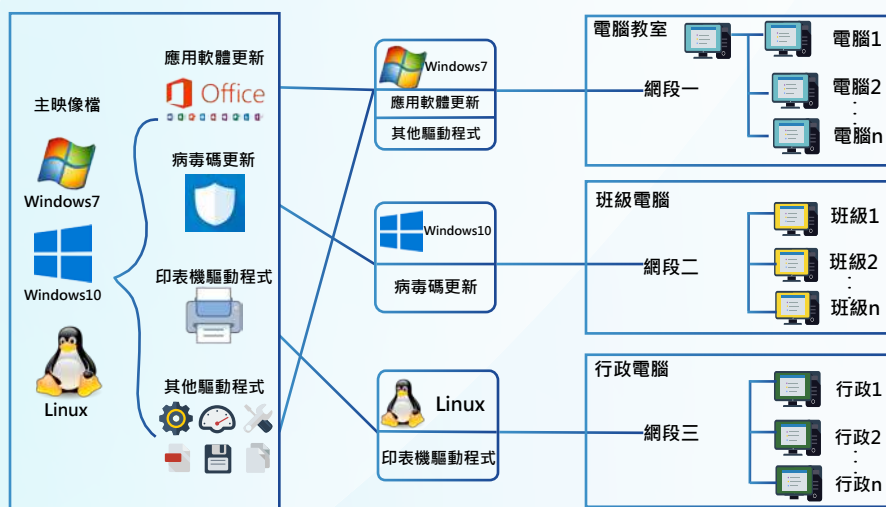 主映像檔
Windows7
Windows10
Linux
應用軟體更新
Office
病毒碼更新
印表機驅動程式
其他驅動程式
Windows7
應用軟體更新
其他驅動程式
Windows10
病毒碼更新
Linux
印表機驅動程式
電腦教室
網段一
電腦1
電腦2
電腦n
班級電腦
網段二
班級1
班級2
班級n
行政電腦
網段三
行政1
行政2
行政n